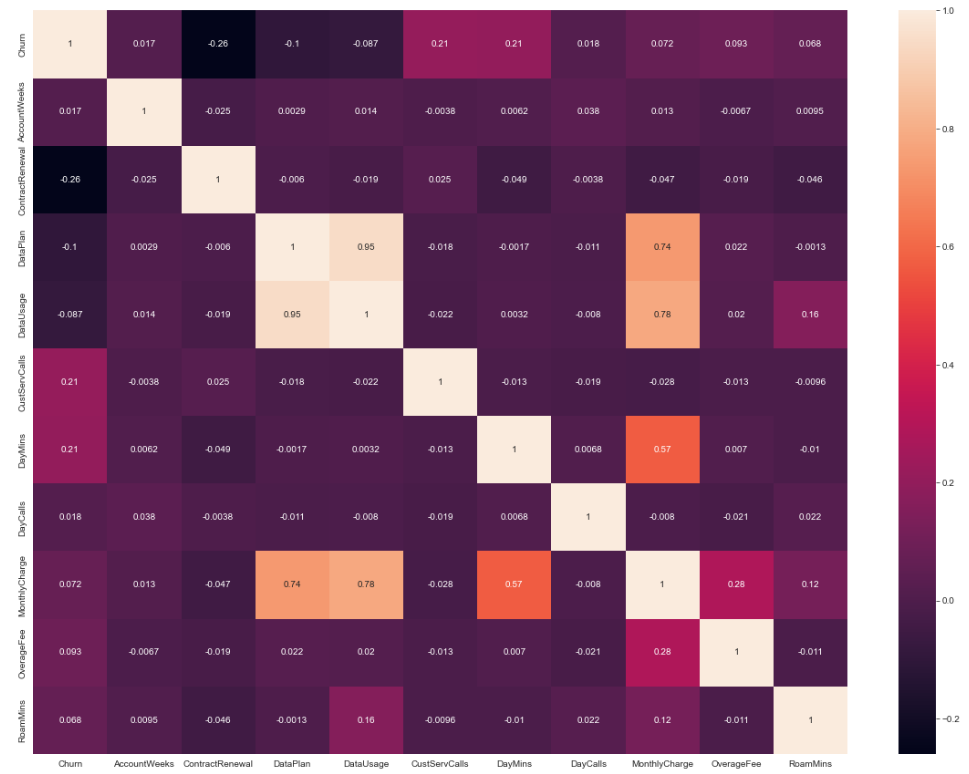 Churn 1 0.017 -0.26 -0.1 -0.087 0.21 0.21 0.018 0.072 0.093 0.068
AccountWeeks 0.017 1 -0.025 0.0029 0.014 -0.0038 0.0062 0.038 0.013 -0.0067 0.0095
ContractRenewal -0.26 -0.025 1 -0.006 -0.019 0.025 -0.049 -0.0038 -0.047 -0.019 -0.046
DataPlan -0.1 0.0029 -0.006 1 0.95 -0.018 -0.0017 -0.011 0.74 0.022 -0.0013
DataUsage -0.087 0.014 -0.019 0.95 1 -0.022 0.0032 -0.008 0.78 0.02 0.16
CustServCalls 0.21 -0.0038 0.025 -0.018 -0.022 1 -0.013 -0.019 -0.028 -0.013 -0.0096
DayMins 0.21 0.0062 -0.049 -0.0017 0.0032 -0.013 1 0.0068 0.57 0.007 -0.01
DayCalls 0.018 0.038 -0.0038 -0.011 -0.008 -0.019 0.0068 1 -0.008 -0.021 0.022
MonthlyCharge 0.072 0.013 -0.047 0.74 0.78 -0.028 0.57 -0.008 1 0.28 0.12
OverageFee 0.093 -0.0067 -0.019 0.022 0.02 -0.013 0.007 -0.021 0.28 1 -0.011
RoamMins 0.068 0.0095 -0.046 -0.0013 0.16 -0.0096 -0.01 0.022 0.12 -0.011 1
Churn AccountWeeks ContractRenewal DataPlan DataUsage CustServCalls DayMins DayCalls MonthlyCharge OverageFee RoamMins
1.0
0.8
0.6
0.4
0.2
0.0
−0.2